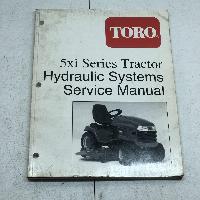 TORO
5xi Series Tractor
Hydraulic Systems
Service Manual